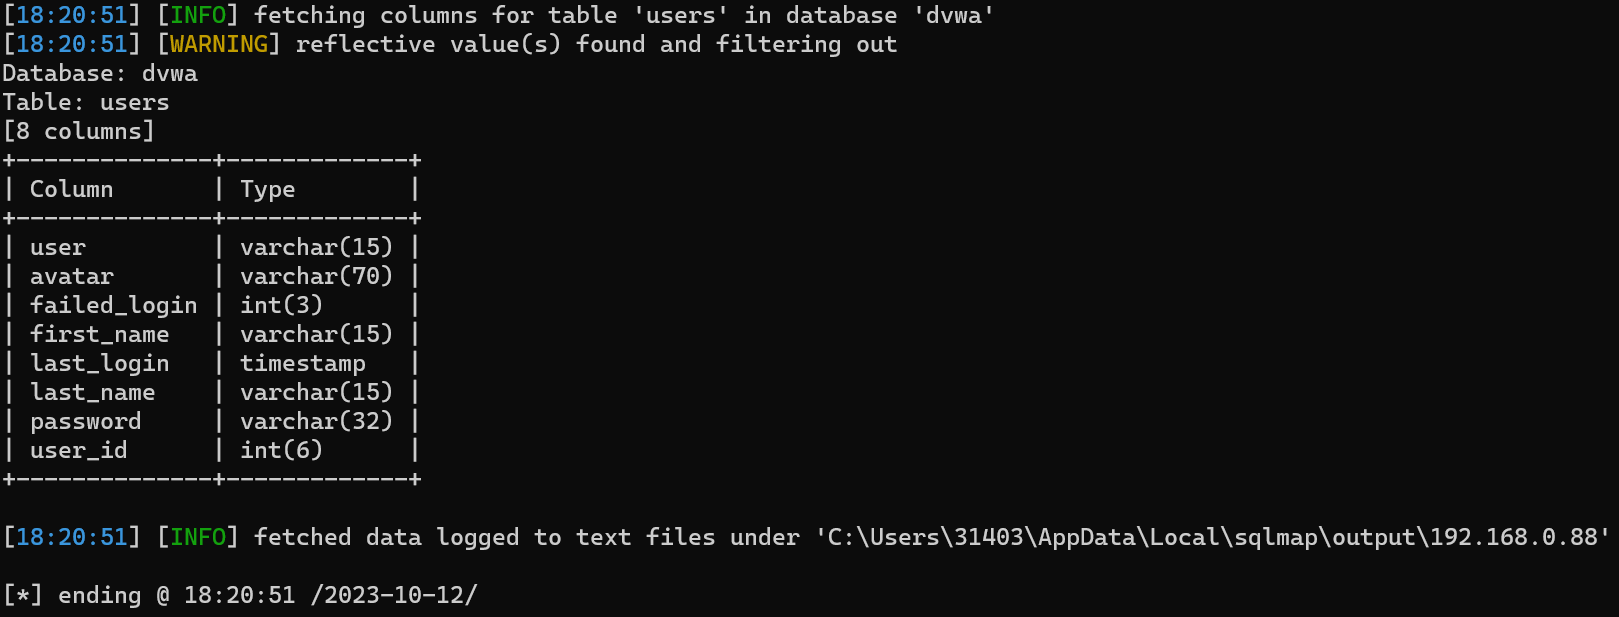 [18:20:51] [INFO] fetching columns for table 'users' in database 'dvwa'
[18:20:51] [WARNING] reflective value(s) found and filtering out
Database: dvwa
Table: users
[8 columns]
+--------------+-------------+
| Column       | Type        |
+--------------+-------------+
| user         | varchar(15) |
| avatar       | varchar(70) |
| failed_login | int(3)      |
| first_name   | varchar(15) |
| last_login   | timestamp   |
| last_name    | varchar(15) |
| password     | varchar(32) |
| user_id      | int(6)      |
+--------------+-------------+
[18:20:51] [INFO] fetched data logged to text files under 'C:\Users\31403\AppData\Local\sqlmap\output\192.168.0.88'
[*] ending @ 18:20:51 /2023-10-12/